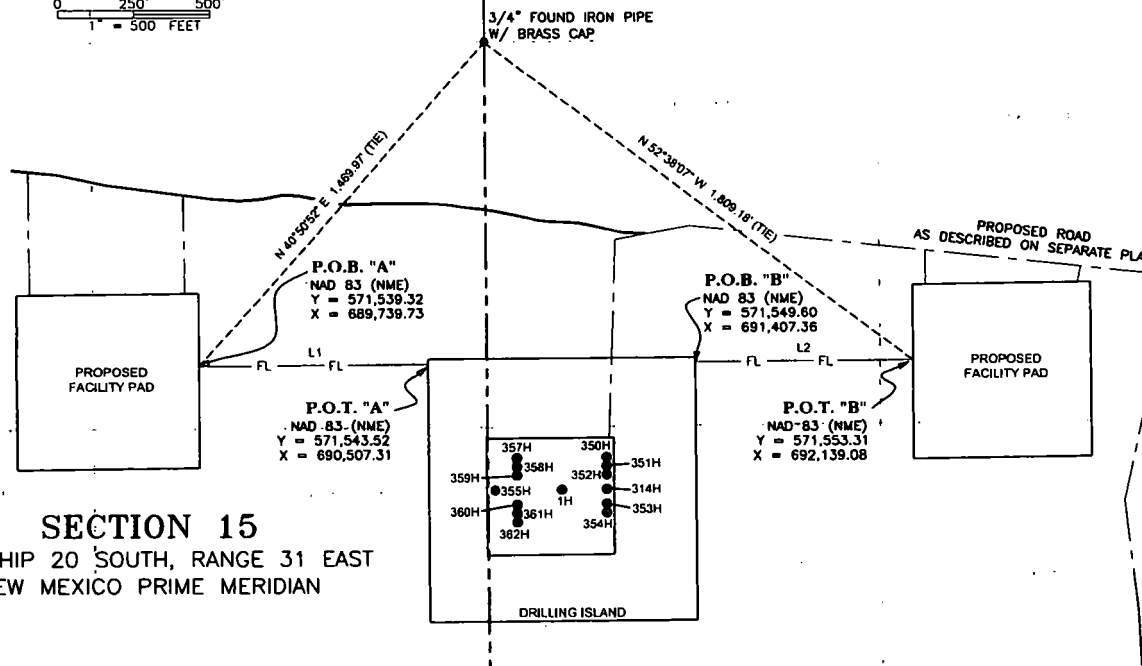 0 250' 500
1" = 500 FEET
3/4" FOUND IRON PIPE
W/ BRASS CAP
N 40°50'52" E 1,469.97' (TIE)
N 52°38'07" W 1,809.18' (TIE)
PROPOSED ROAD
AS DESCRIBED ON SEPARATE PLA
P.O.B. "A"
NAD 83 (NME)
Y = 571,539.32
X = 689,739.73
P.O.B. "B"
NAD 83 (NME)
Y = 571,549.60
X = 691,407.36
L1
FL FL
L2
FL FL
PROPOSED
FACILITY PAD
PROPOSED
FACILITY PAD
P.O.T. "A"
NAD 83 (NME)
Y = 571,543.52
X = 690,507.31
P.O.T. "B"
NAD 83 (NME)
Y = 571,553.31
X = 692,139.08
357H
358H
359H
355H
360H
361H
362H
1H
350H
351H
352H
314H
353H
354H
SECTION 15
HIP 20 SOUTH, RANGE 31 EAST
EW MEXICO PRIME MERIDIAN
DRILLING ISLAND